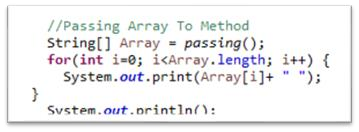 //Passing Array To Method
String[] Array = passing();
for(int i=0; i<Array.length; i++) {
System.out.print(Array[i]+ " ");
}
System.out.println();